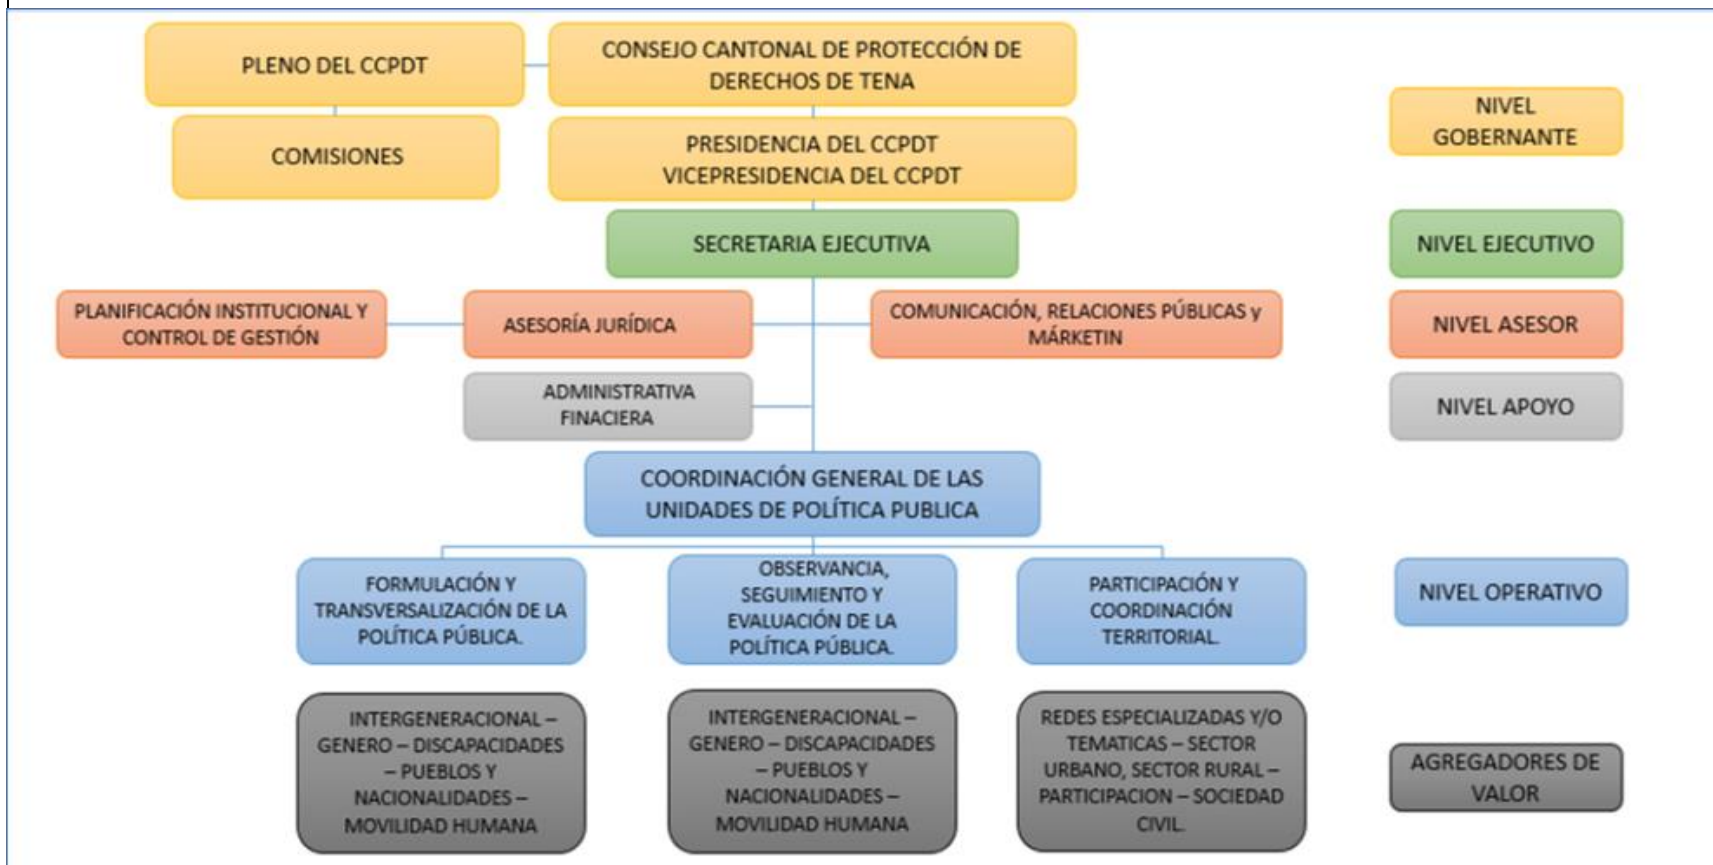 PLENO DEL CCPDT
CONSEJO CANTONAL DE PROTECCIÓN DE
DERECHOS DE TENA
COMISIONES
PRESIDENCIA DEL CCPDT
VICEPRESIDENCIA DEL CCPDT
NIVEL
GOBERNANTE
SECRETARIA EJECUTIVA
NIVEL EJECUTIVO
PLANIFICACIÓN INSTITUCIONAL Y
CONTROL DE GESTIÓN
ASESORÍA JURÍDICA
COMUNICACIÓN, RELACIONES PÚBLICAS y
MÁRKETIN
NIVEL ASESOR
ADMINISTRATIVA
FINACIERA
NIVEL APOYO
COORDINACIÓN GENERAL DE LAS
UNIDADES DE POLÍTICA PUBLICA
FORMULACIÓN Y
TRANSVERSALIZACIÓN DE LA
POLÍTICA PÚBLICA.
OBSERVANCIA,
SEGUIMIENTO Y
EVALUACIÓN DE LA
POLÍTICA PÚBLICA.
PARTICIPACIÓN Y
COORDINACIÓN
TERRITORIAL.
NIVEL OPERATIVO
INTERGENERACIONAL –
GENERO – DISCAPACIDADES
– PUEBLOS Y
NACIONALIDADES –
MOVILIDAD HUMANA
INTERGENERACIONAL –
GENERO – DISCAPACIDADES
– PUEBLOS Y
NACIONALIDADES –
MOVILIDAD HUMANA
REDES ESPECIALIZADAS Y/O
TEMATICAS – SECTOR
URBANO, SECTOR RURAL –
PARTICIPACION – SOCIEDAD
CIVIL.
AGREGADORES DE
VALOR